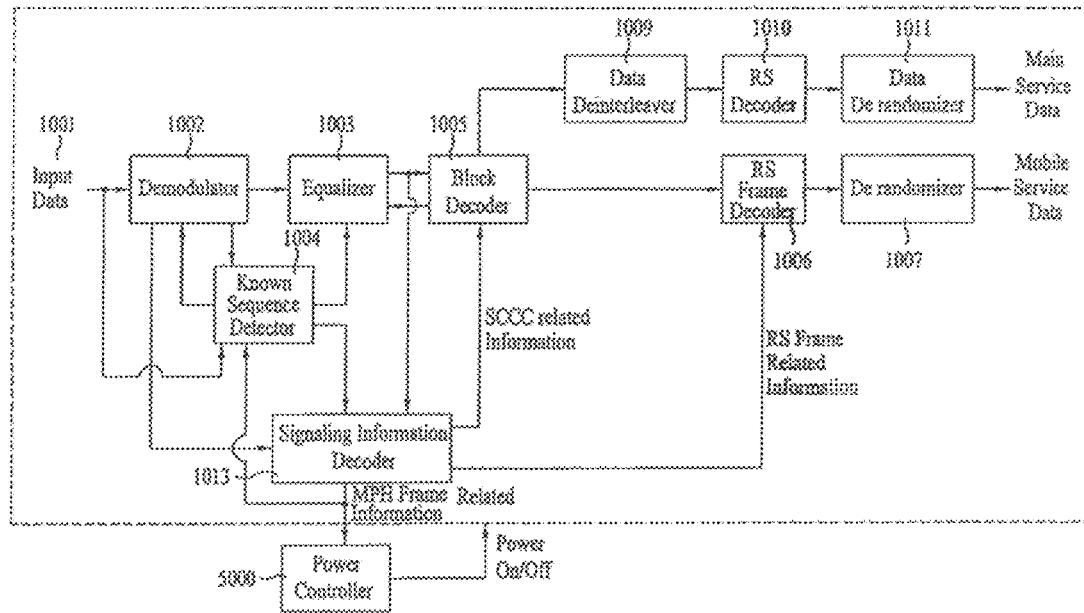 1009
1010
1011
Data
Deinterleaver
RS
Decoder
Data
De randomizer
Main
Service
Data
1001
1002
1003
1005
Input
Data
Demodulator
Equalizer
Block
Decoder
RS
Frame
Decoder
De randomizer
Mobile
Service
Data
1004
1006
1007
Known
Sequence
Detector
SCCC related
Information
RS Frame
Related
Information
Signaling Information
Decoder
1013
MPH Frame Related
Information
5000
Power
Controller
Power
On/Off